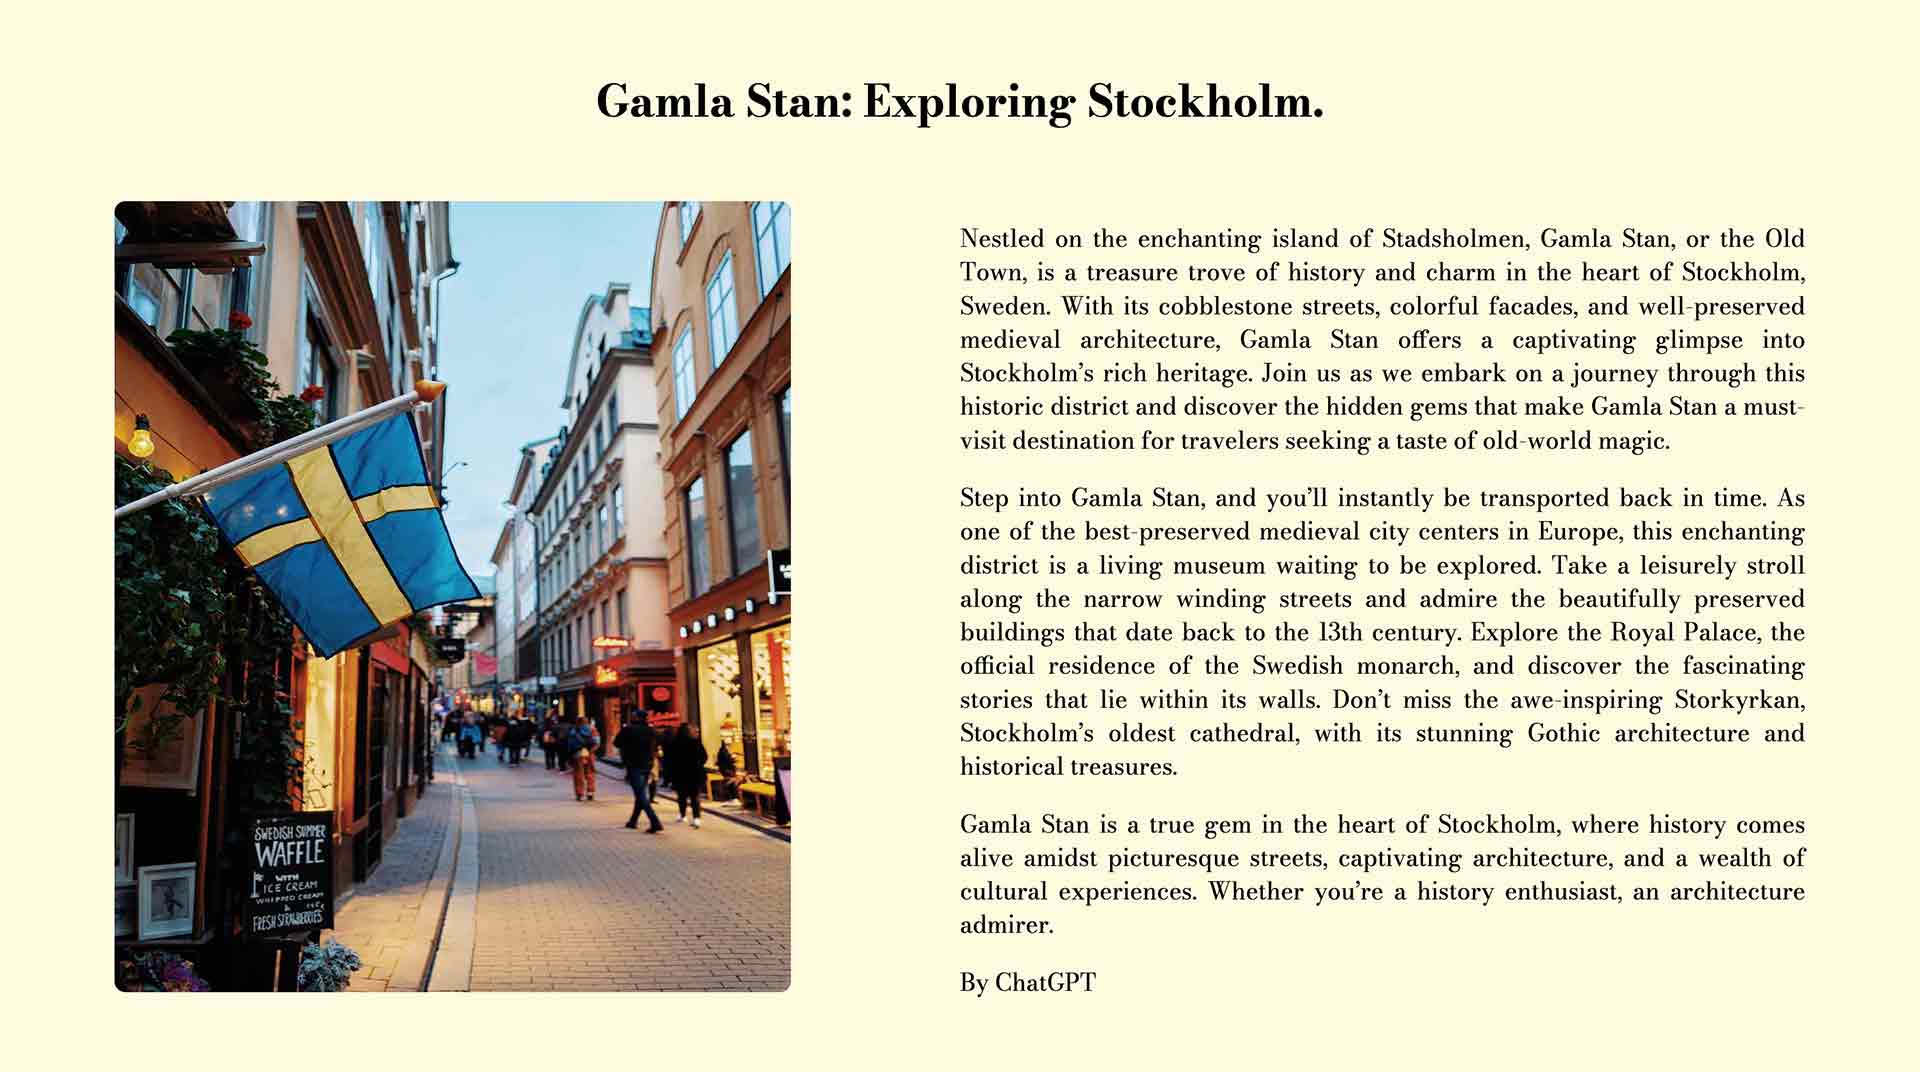 Gamla Stan: Exploring Stockholm.
Nestled on the enchanting island of Stadsholmen, Gamla Stan, or the Old
Town, is a treasure trove of history and charm in the heart of Stockholm,
Sweden. With its cobblestone streets, colorful facades, and well-preserved
medieval architecture, Gamla Stan offers a captivating glimpse into
Stockholm’s rich heritage. Join us as we embark on a journey through this
historic district and discover the hidden gems that make Gamla Stan a must-
visit destination for travelers seeking a taste of old-world magic.
Step into Gamla Stan, and you’ll instantly be transported back in time. As
one of the best-preserved medieval city centers in Europe, this enchanting
district is a living museum waiting to be explored. Take a leisurely stroll
along the narrow winding streets and admire the beautifully preserved
buildings that date back to the 13th century. Explore the Royal Palace, the
official residence of the Swedish monarch, and discover the fascinating
stories that lie within its walls. Don’t miss the awe-inspiring Storkyrkan,
Stockholm’s oldest cathedral, with its stunning Gothic architecture and
historical treasures.
Gamla Stan is a true gem in the heart of Stockholm, where history comes
alive amidst picturesque streets, captivating architecture, and a wealth of
cultural experiences. Whether you’re a history enthusiast, an architecture
admirer.
By ChatGPT
SWEDISH SUMMER
WAFFLE
WITH
ICE CREAM
WHIPPED CREAM
&
FRESH STRAWBERRIES